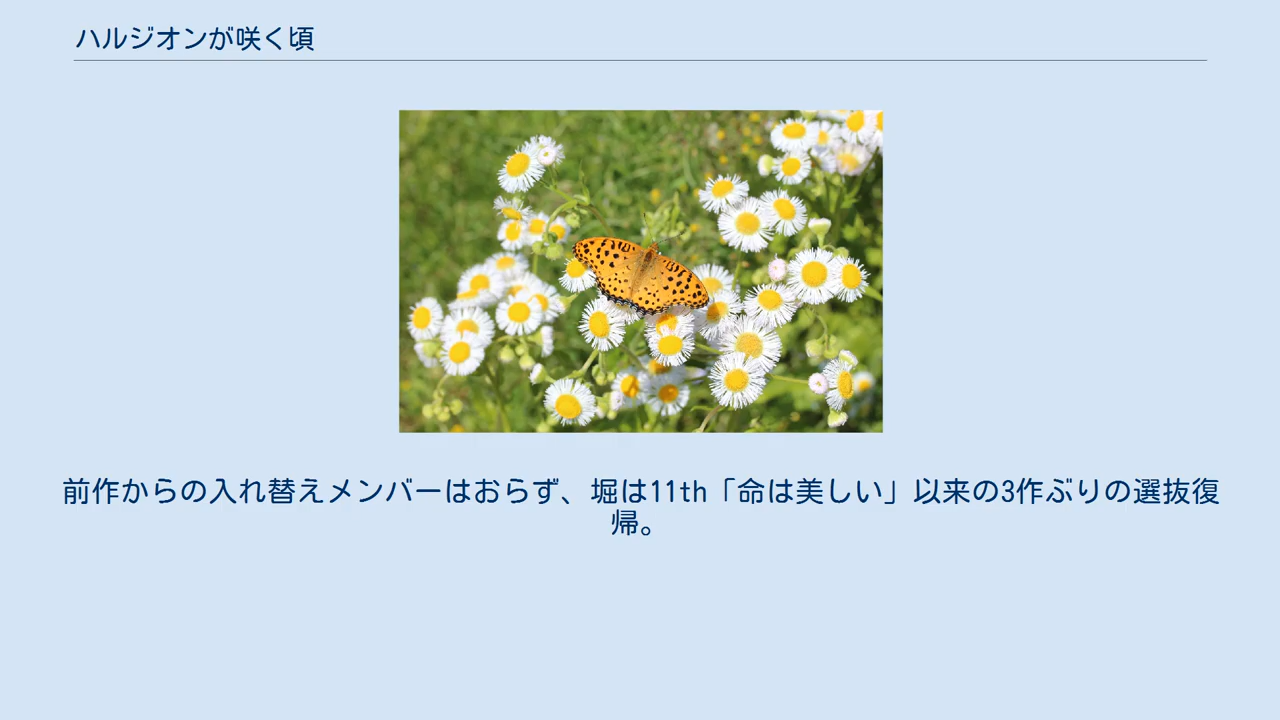 ハルジオンが咲く頃
前作からの入れ替えメンバーはおらず、堀は11th「命は美しい」以来の3作ぶりの選抜復
帰。